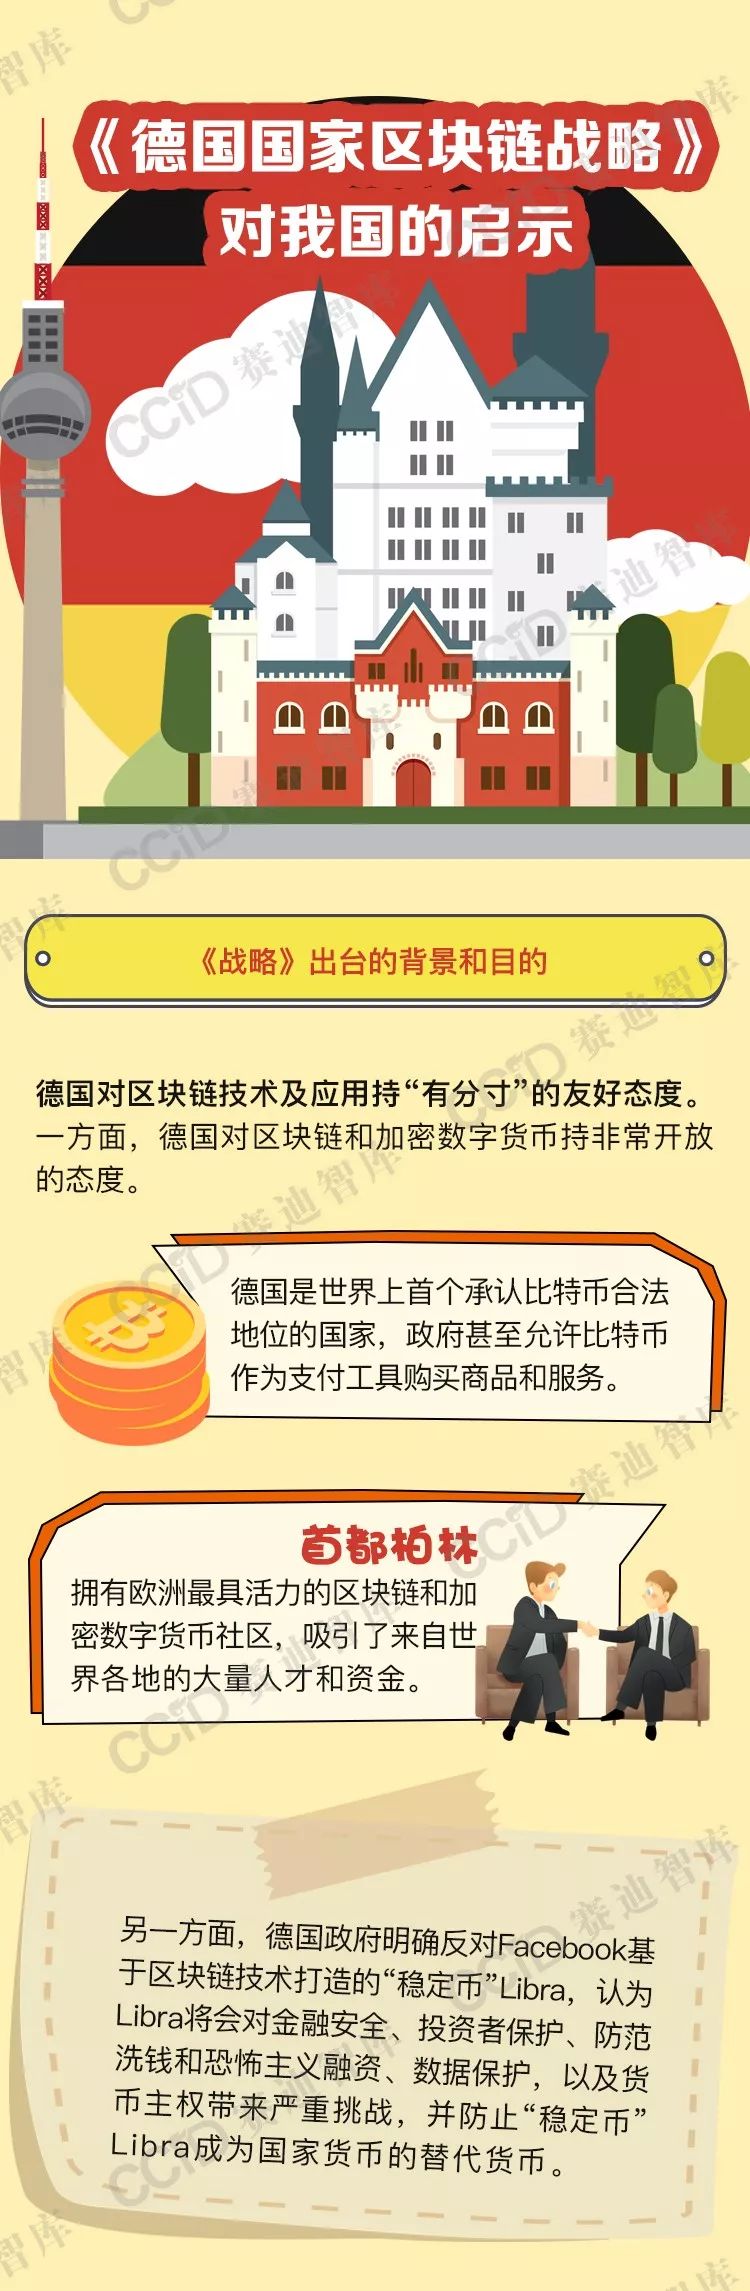 《德国国家区块链战略》
对我国的启示
《战略》出台的背景和目的
德国对区块链技术及应用持“有分寸”的友好态度。
一方面，德国对区块链和加密数字货币持非常开放
的态度。
德国是世界上首个承认比特币合法
地位的国家，政府甚至允许比特币
作为支付工具购买商品和服务。
首都柏林
拥有欧洲最具活力的区块链和加
密数字货币社区，吸引了来自世
界各地的大量人才和资金。
另一方面，德国政府明确反对Facebook基
于区块链技术打造的“稳定币”Libra，认为
Libra将会对金融安全、投资者保护、防范
洗钱和恐怖主义融资、数据保护，以及货
币主权带来严重挑战，并防止“稳定币”
Libra成为国家货币的替代货币。
CCiD 赛迪智库